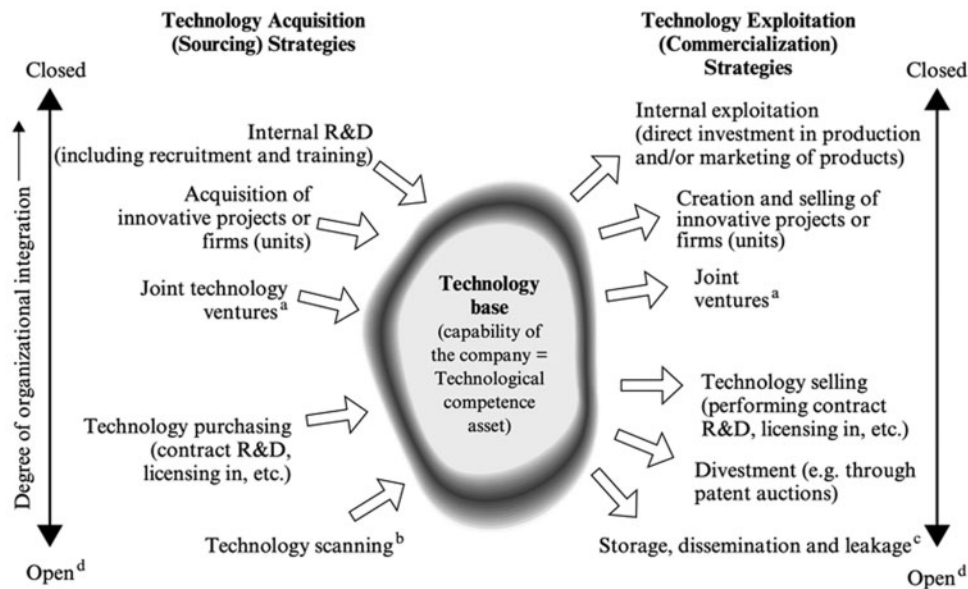 Technology Acquisition
(Sourcing) Strategies
Technology Exploitation
(Commercialization)
Strategies
Closed
Closed
Degree of organizational integration
Internal R&D
(including recruitment and training)
Acquisition of
innovative projects or
firms (units)
Joint technology
ventures a
Technology purchasing
(contract R&D,
licensing in, etc.)
Technology scanning b
Technology
base
(capability of
the company =
Technological
competence
asset)
Internal exploitation
(direct investment in production
and/or marketing of products)
Creation and selling of
innovative projects or
firms (units)
Joint
ventures a
Technology selling
(performing contract
R&D, licensing in, etc.)
Divestment (e.g. through
patent auctions)
Storage, dissemination and leakage c
Open d
Open d